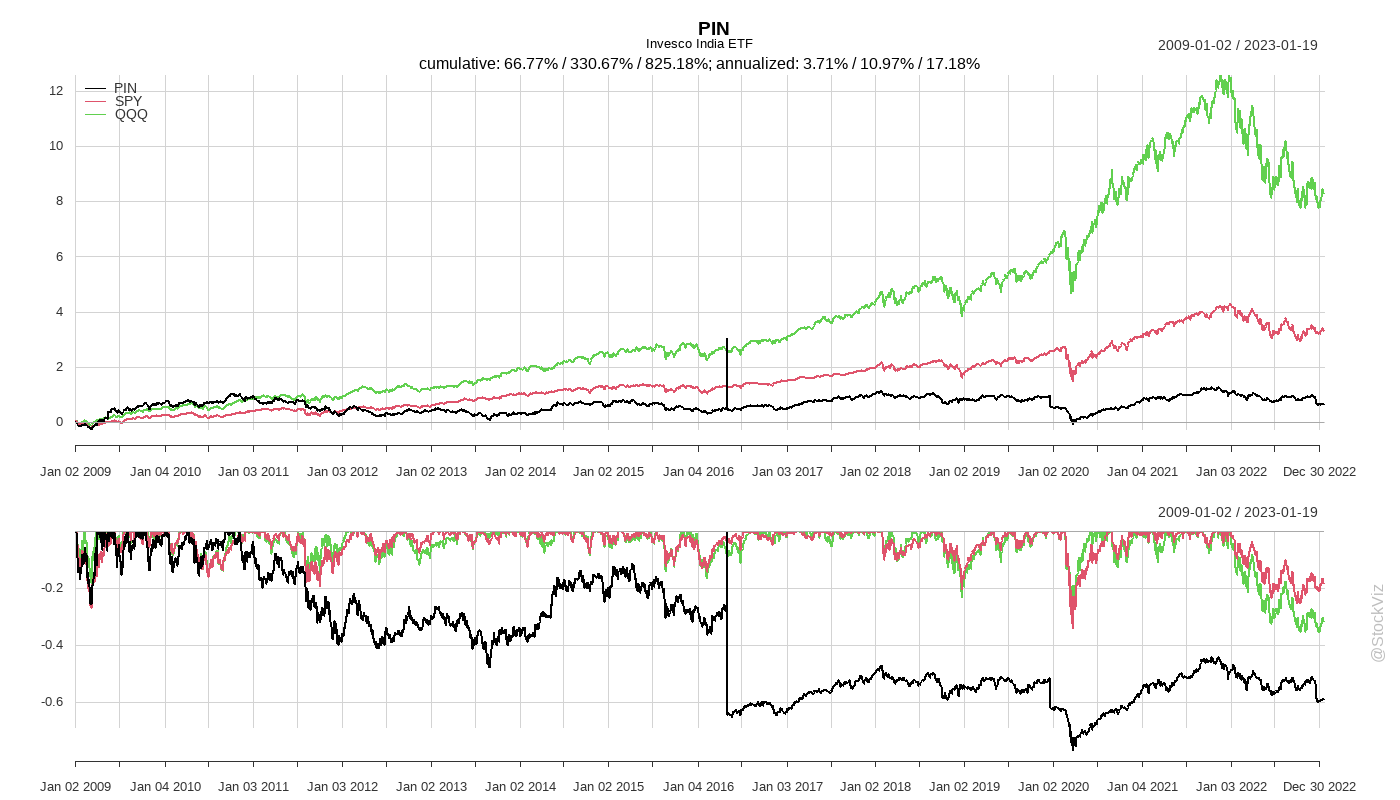 PIN
Invesco India ETF
2009-01-02 / 2023-01-19
cumulative: 66.77% / 330.67% / 825.18%; annualized: 3.71% / 10.97% / 17.18%
PIN
SPY
QQQ
12
10
8
6
4
2
0
Jan 02 2009 Jan 04 2010 Jan 03 2011 Jan 03 2012 Jan 02 2013 Jan 02 2014 Jan 02 2015 Jan 04 2016 Jan 03 2017 Jan 02 2018 Jan 02 2019 Jan 02 2020 Jan 04 2021 Jan 03 2022 Dec 30 2022
2009-01-02 / 2023-01-19
-0.2
-0.4
-0.6
Jan 02 2009 Jan 04 2010 Jan 03 2011 Jan 03 2012 Jan 02 2013 Jan 02 2014 Jan 02 2015 Jan 04 2016 Jan 03 2017 Jan 02 2018 Jan 02 2019 Jan 02 2020 Jan 04 2021 Jan 03 2022 Dec 30 2022
@StockViz